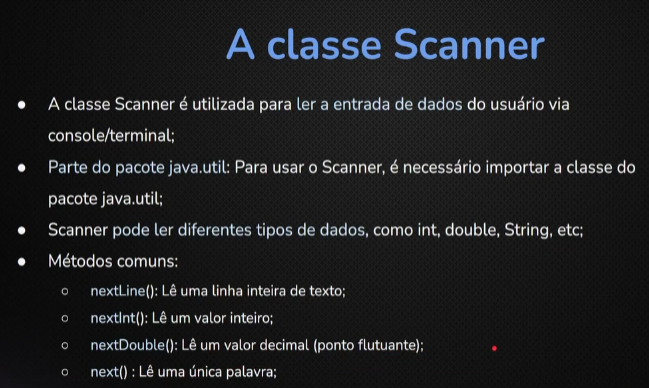 A classe Scanner
● A classe Scanner é utilizada para ler a entrada de dados do usuário via
console/terminal;
● Parte do pacote java.util: Para usar o Scanner, é necessário importar a classe do
pacote java.util;
● Scanner pode ler diferentes tipos de dados, como int, double, String, etc;
● Métodos comuns:
○ nextLine(): Lê uma linha inteira de texto;
○ nextInt(): Lê um valor inteiro;
○ nextDouble(): Lê um valor decimal (ponto flutuante);
○ next() : Lê uma única palavra;